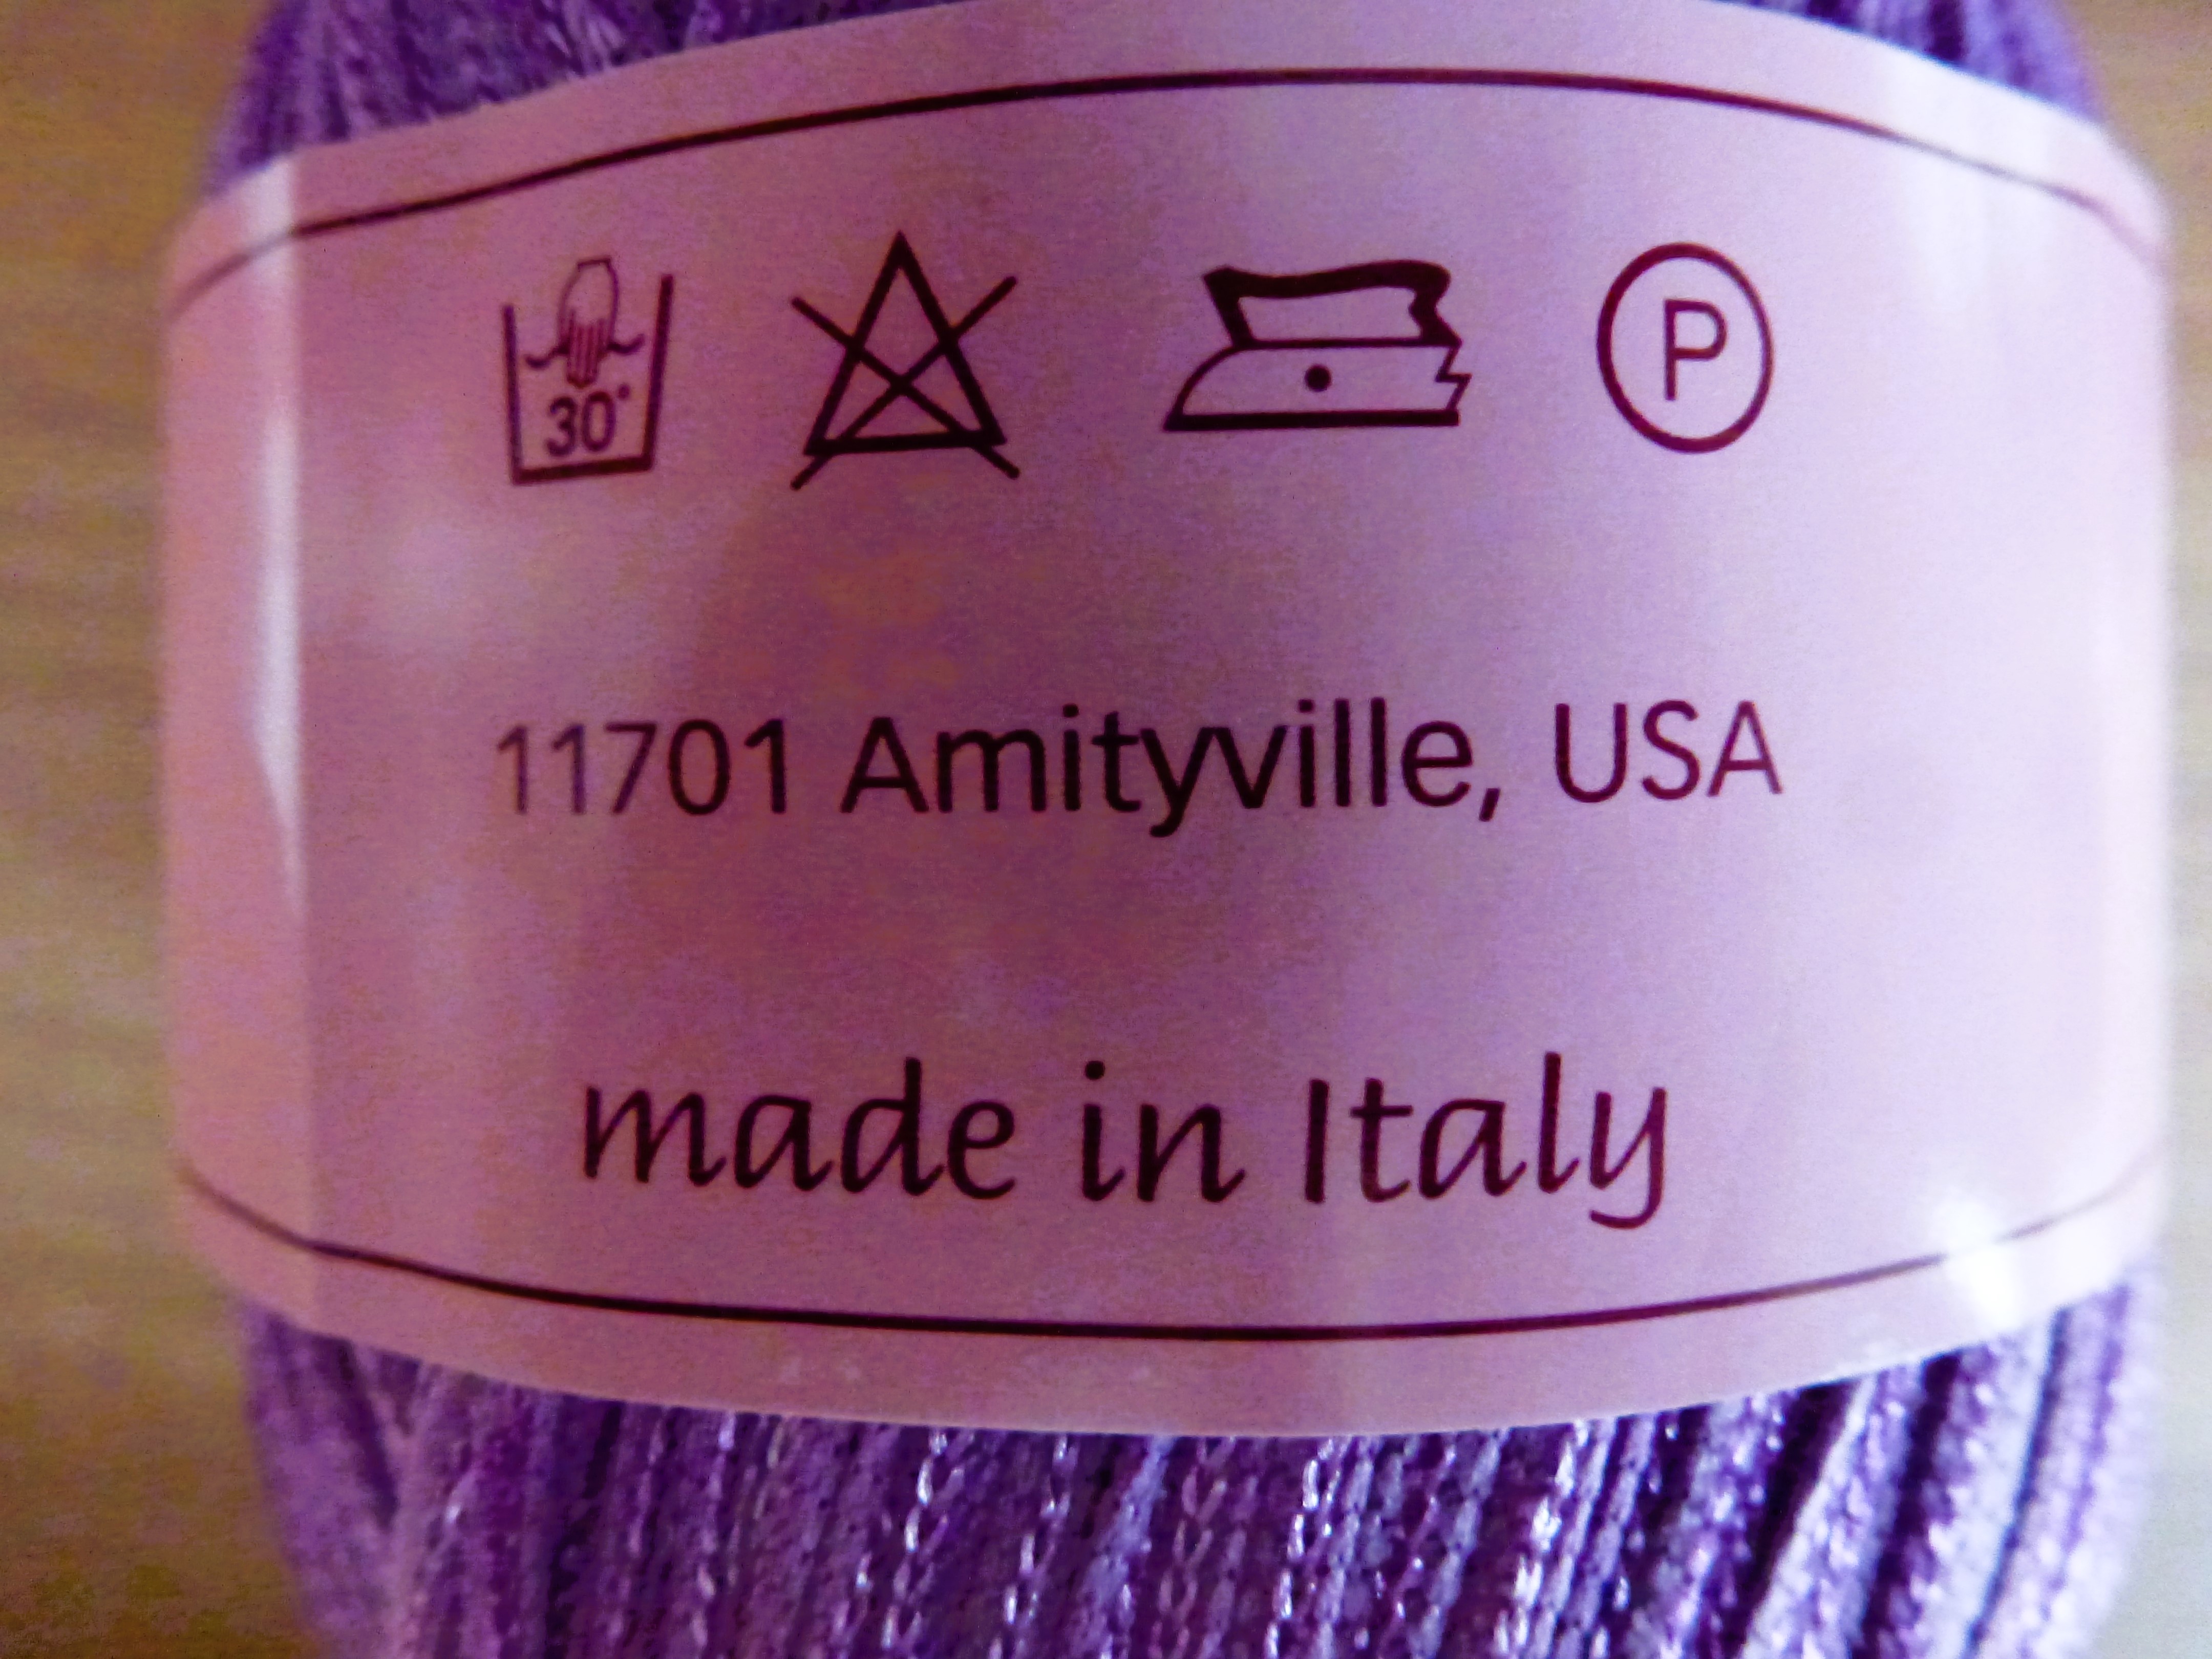 30°
P
11701 Amityville, USA
made in Italy